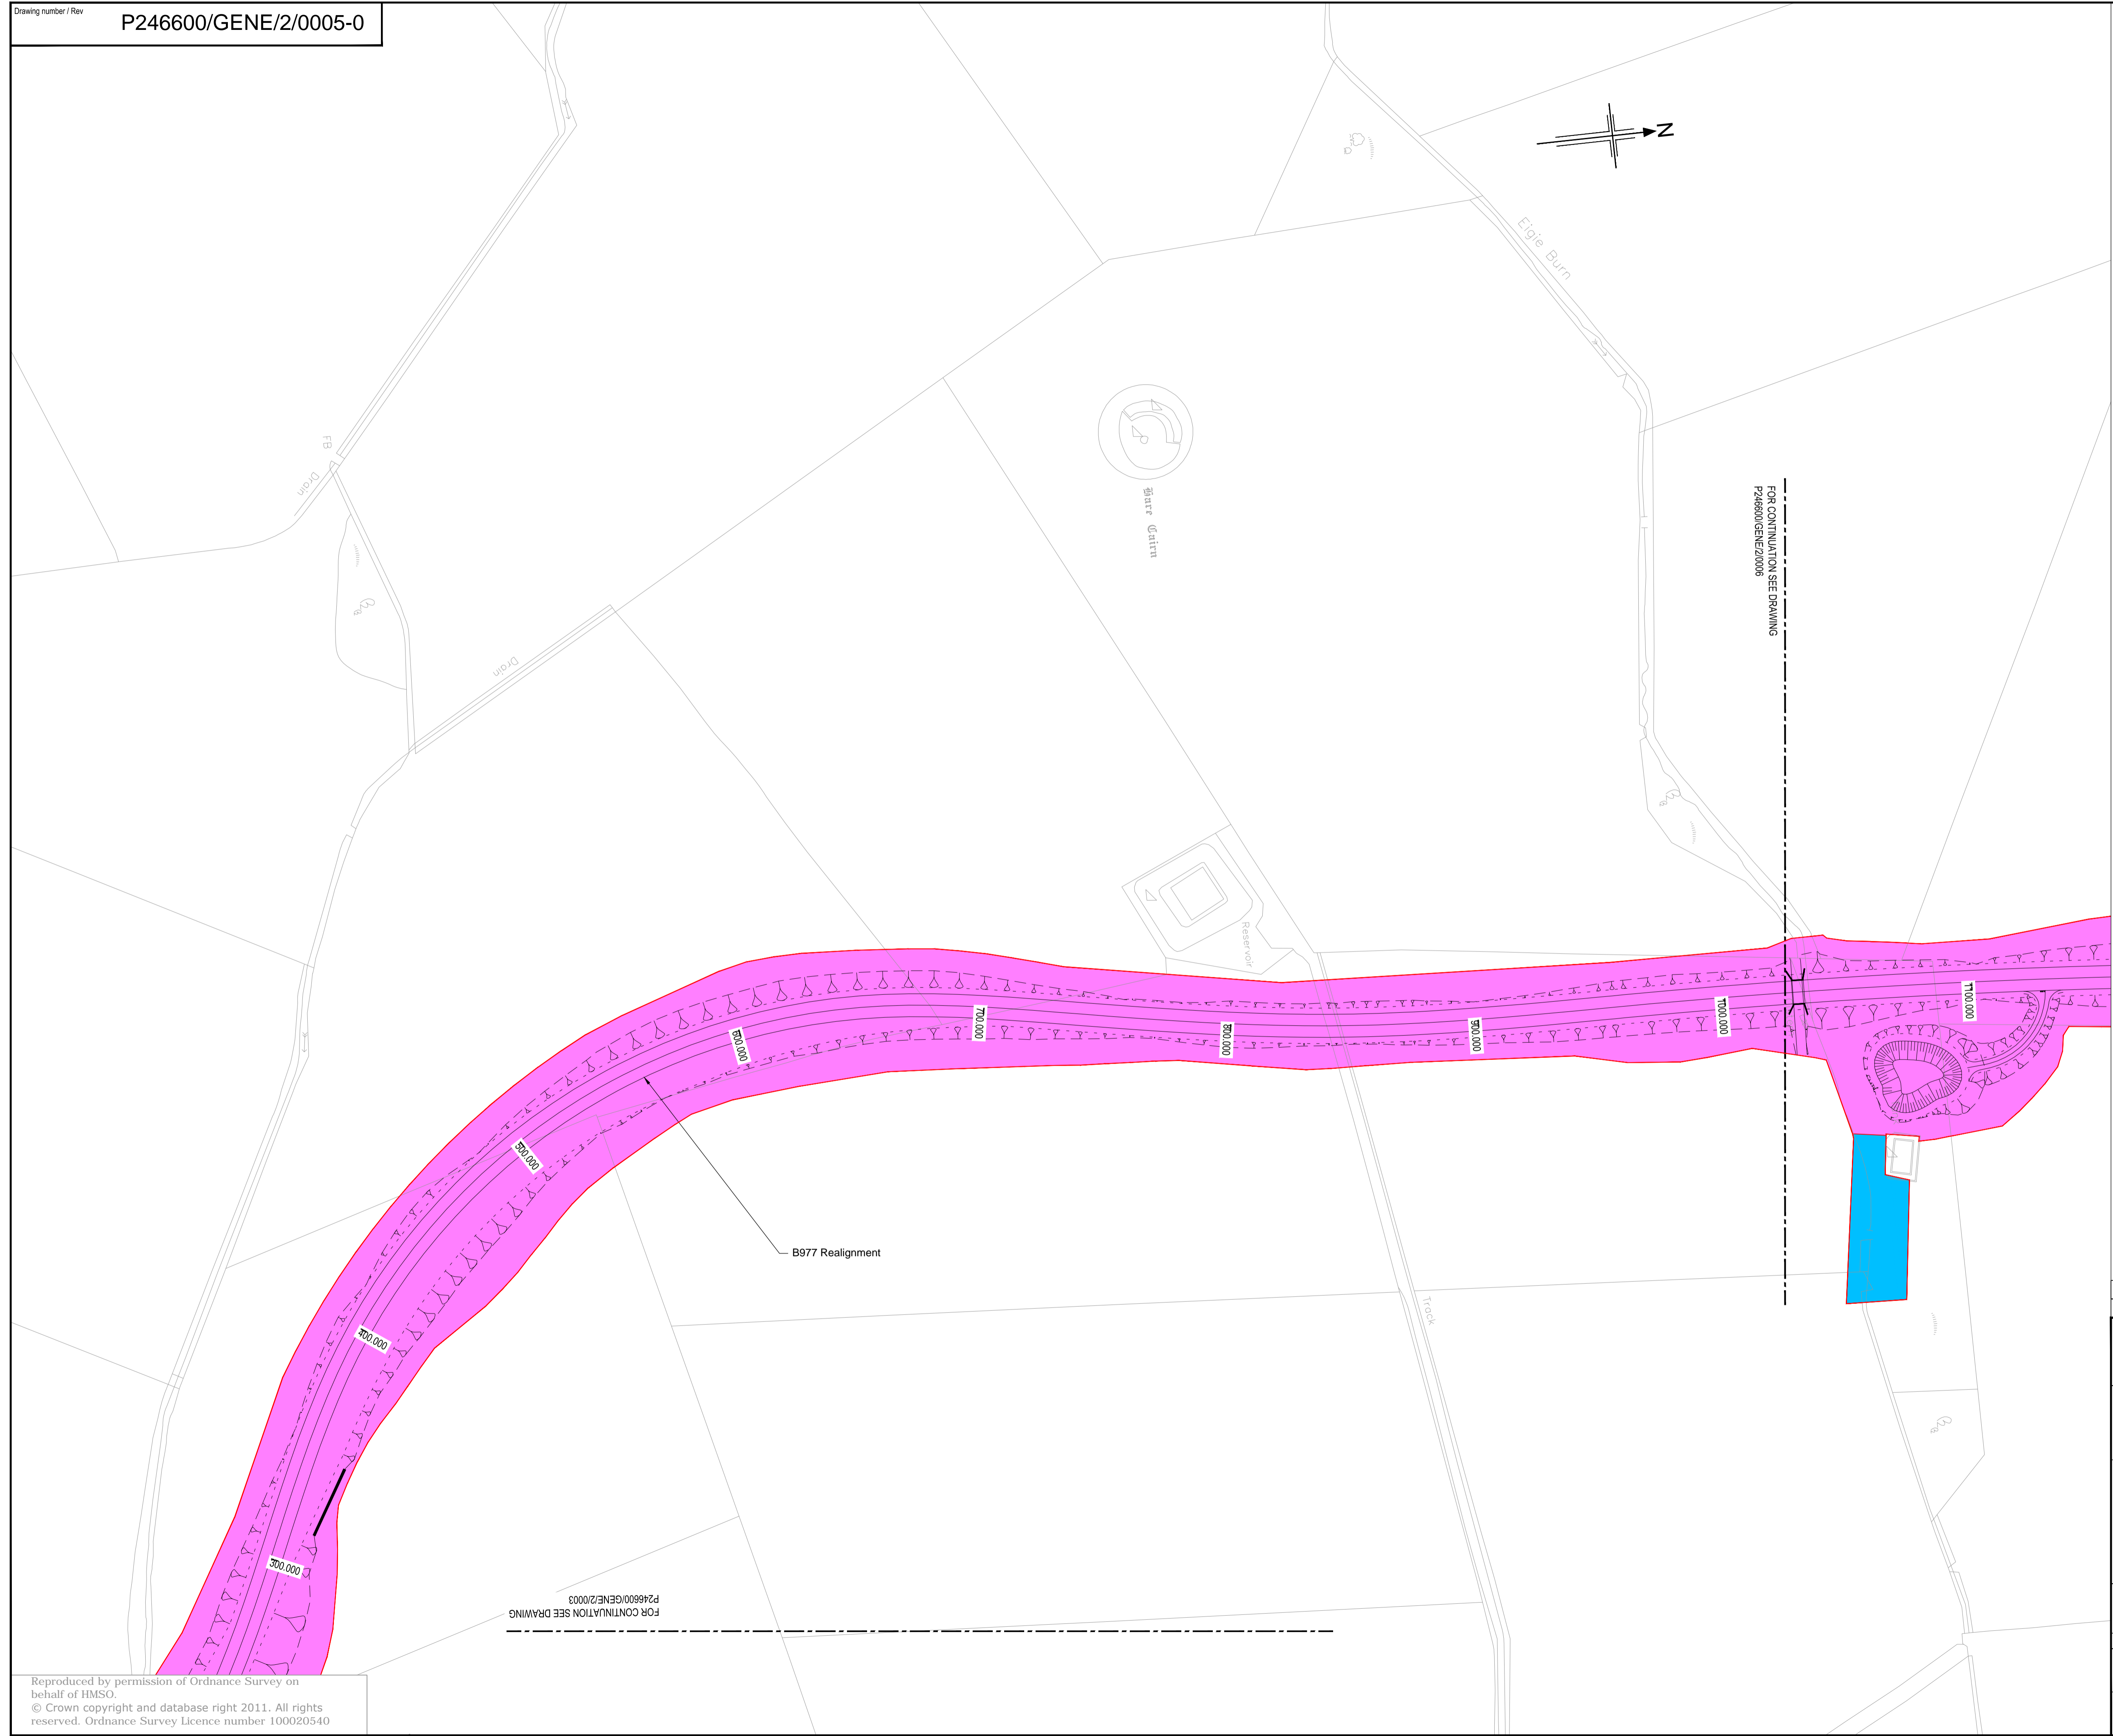 Drawing number / Rev
P246600/GENE/2/0005-0
N
Eigie Burn
FB
Drain
Hare Cairn
FOR CONTINUATION SEE DRAWING
P246600/GENE/2/0006
Drain
Reservoir
1100.000
1000.000
900.000
800.000
700.000
600.000
500.000
B977 Realignment
400.000
Track
300.000
FOR CONTINUATION SEE DRAWING
P246600/GENE/2/0003
Reproduced by permission of Ordnance Survey on
behalf of HMSO.
© Crown copyright and database right 2011. All rights
reserved. Ordnance Survey Licence number 100020540